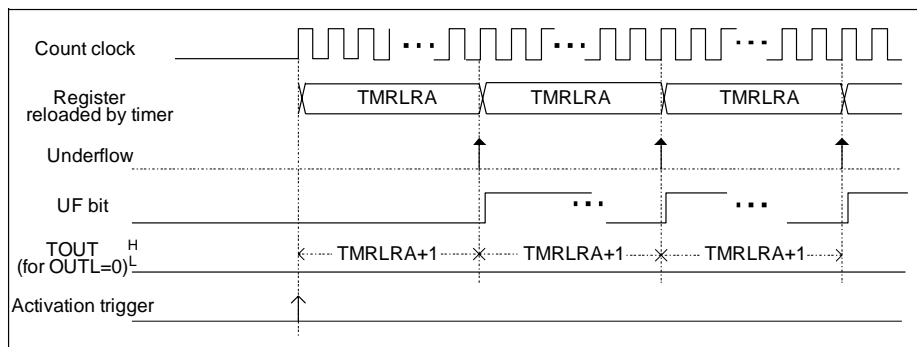 Count clock
Register
reloaded by timer
TMRLRA
TMRLRA
TMRLRA
Underflow
UF bit
TOUT
(for OUTL=0)
H
L
TMRLRA+1
TMRLRA+1
TMRLRA+1
Activation trigger